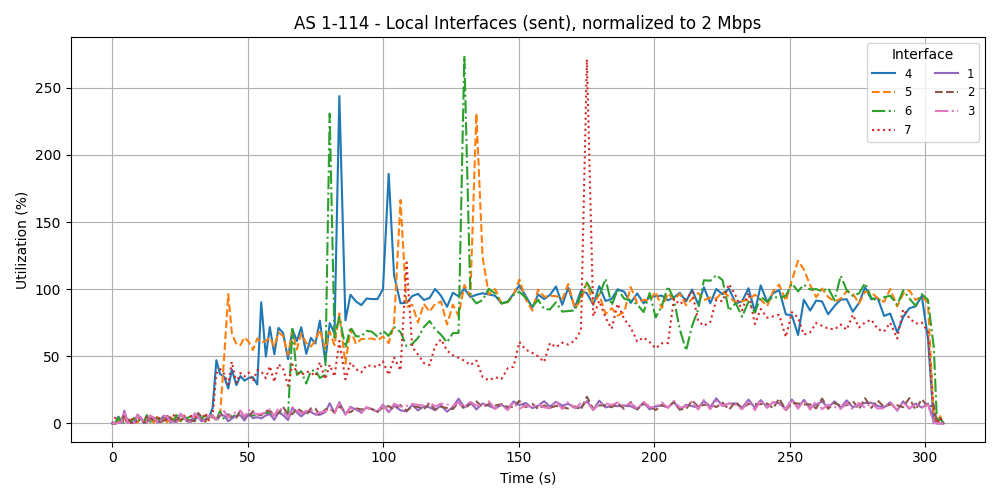 AS 1-114 - Local Interfaces (sent), normalized to 2 Mbps
Interface
4 1
5 2
6 3
7
Utilization (%)
250
200
150
100
50
0
0 50 100 150 200 250 300
Time (s)